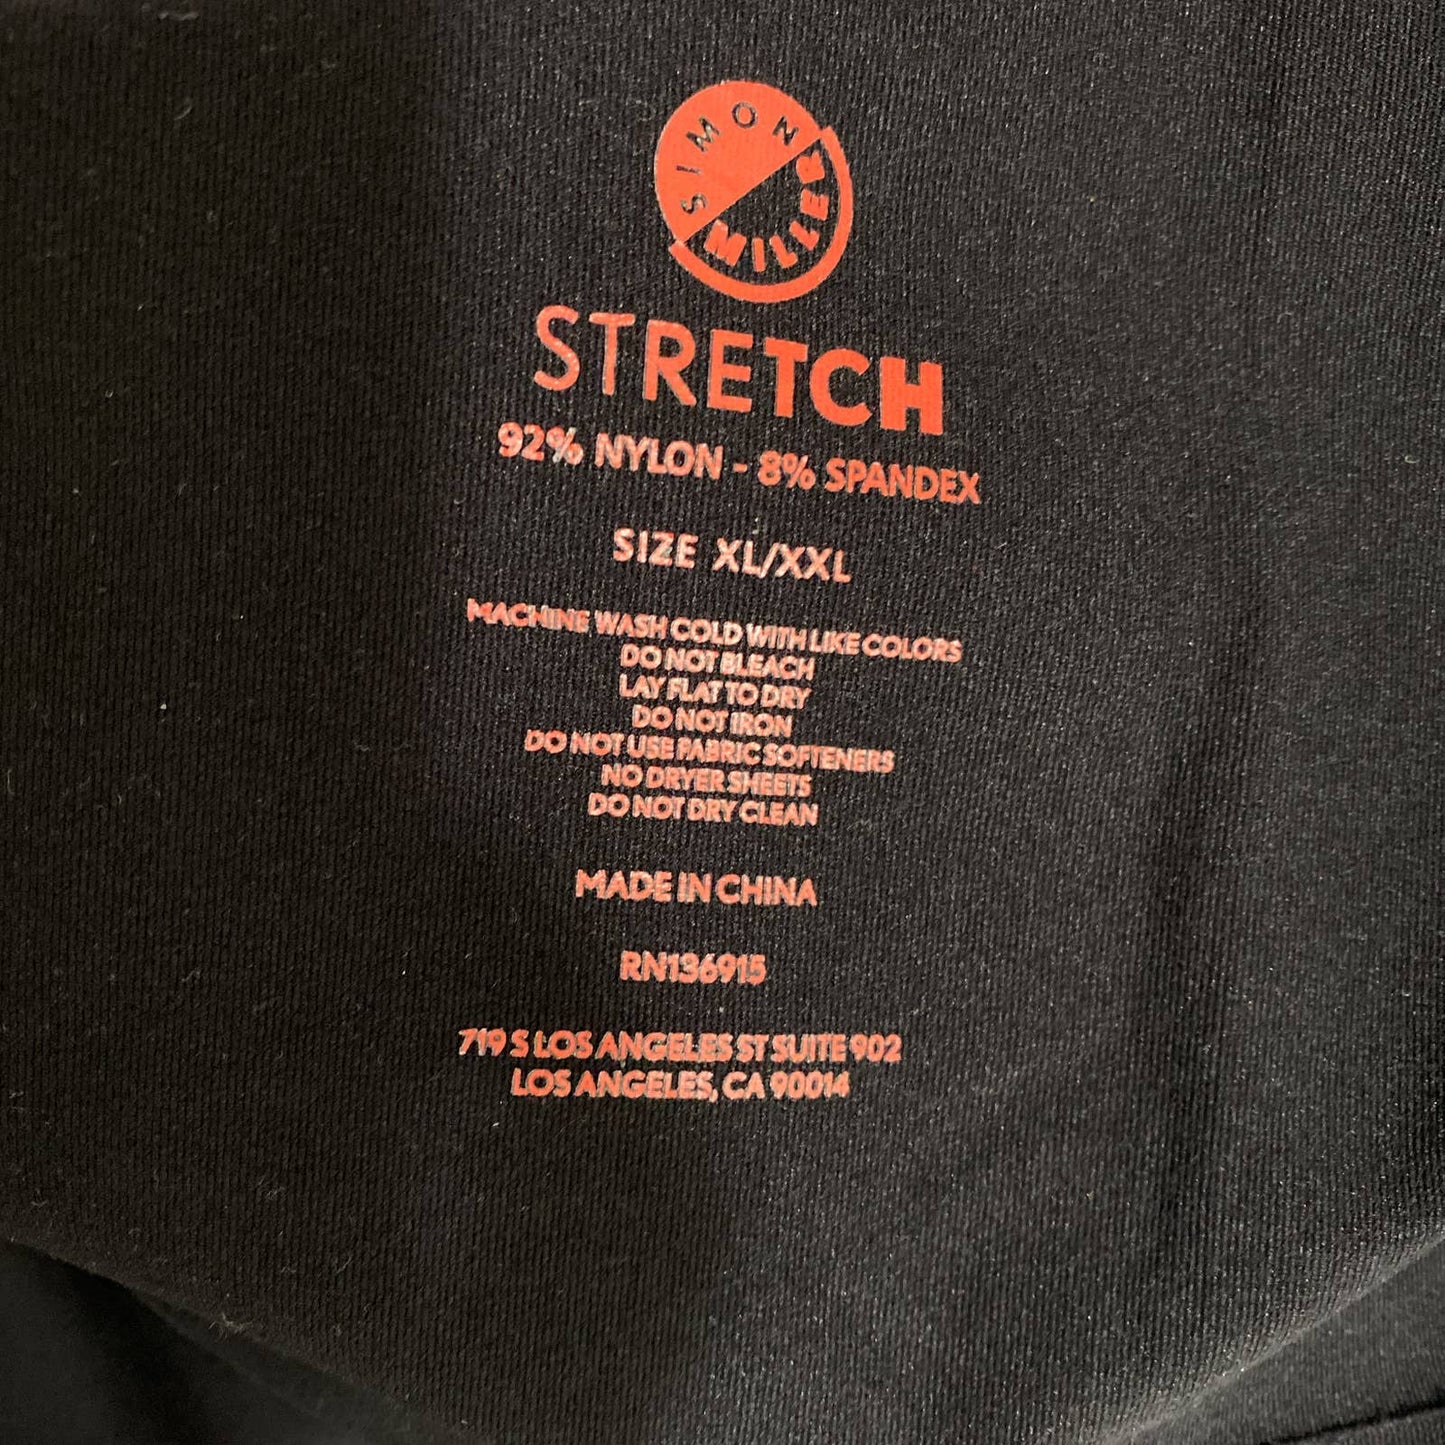 SIMON
MILLER
STRETCH
92% NYLON - 8% SPANDEX
SIZE XL/XXL
MACHINE WASH COLD WITH LIKE COLORS
DO NOT BLEACH
LAY FLAT TO DRY
DO NOT IRON
DO NOT USE FABRIC SOFTENERS
NO DRYER SHEETS
DO NOT DRY CLEAN
MADE IN CHINA
RN136915
719 S LOS ANGELES ST SUITE 902
LOS ANGELES, CA 90014